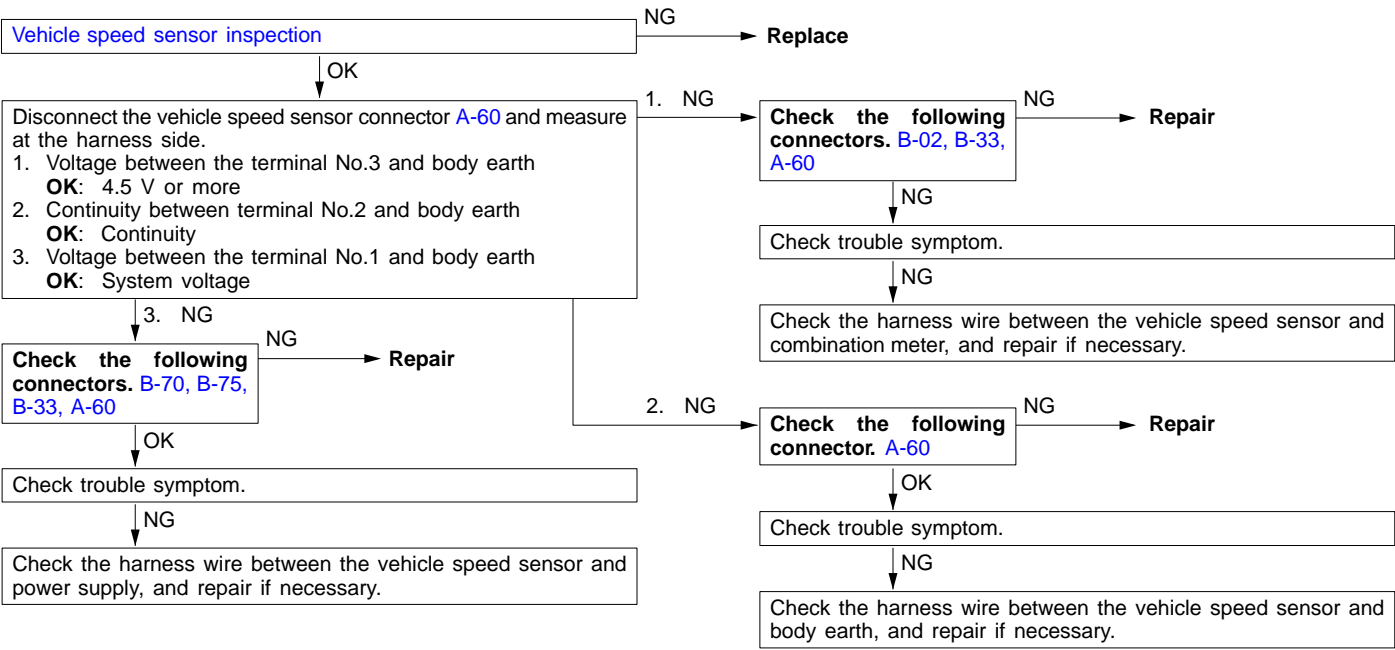 Vehicle speed sensor inspection
NG
Replace
OK
Disconnect the vehicle speed sensor connector A-60 and measure
at the harness side.
1. Voltage between the terminal No.3 and body earth
OK: 4.5 V or more
2. Continuity between terminal No.2 and body earth
OK: Continuity
3. Voltage between the terminal No.1 and body earth
OK: System voltage
1. NG
Check the following
connectors. B-02, B-33,
A-60
NG
Repair
NG
Check trouble symptom.
NG
Check the harness wire between the vehicle speed sensor and
combination meter, and repair if necessary.
3. NG
Check the following
connectors. B-70, B-75,
B-33, A-60
NG
Repair
OK
Check trouble symptom.
NG
Check the harness wire between the vehicle speed sensor and
power supply, and repair if necessary.
2. NG
Check the following
connector. A-60
NG
Repair
OK
Check trouble symptom.
NG
Check the harness wire between the vehicle speed sensor and
body earth, and repair if necessary.